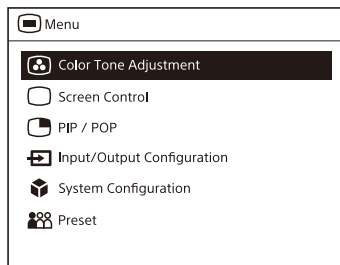 Menu
Color Tone Adjustment
Screen Control
PIP / POP
Input/Output Configuration
System Configuration
Preset